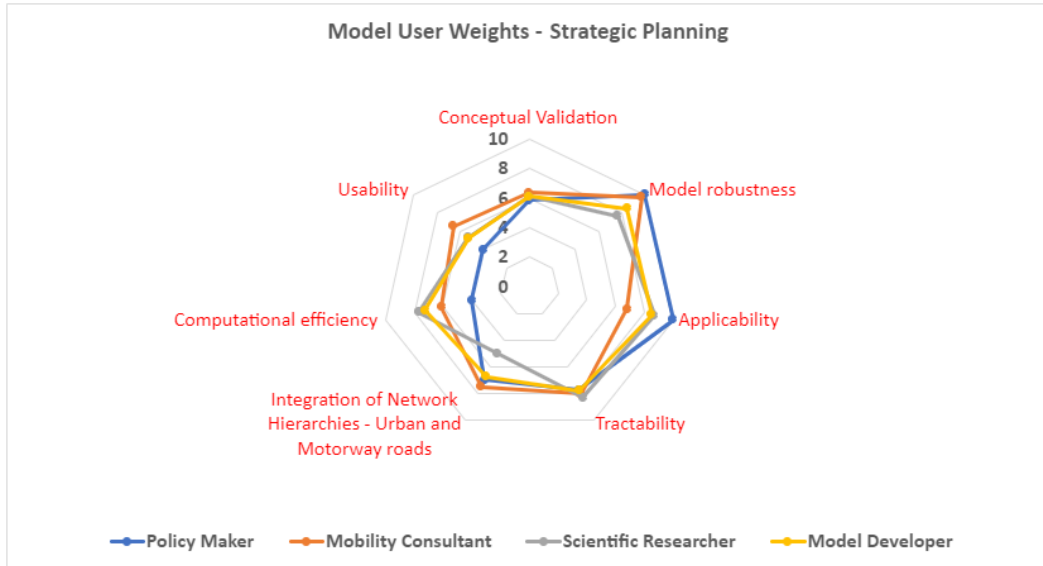 Model User Weights - Strategic Planning
Conceptual Validation
10
8
6
4
2
0
Usability
Model robustness
Computational efficiency
Applicability
Integration of Network
Hierarchies - Urban and
Motorway roads
Tractability
Policy Maker
Mobility Consultant
Scientific Researcher
Model Developer